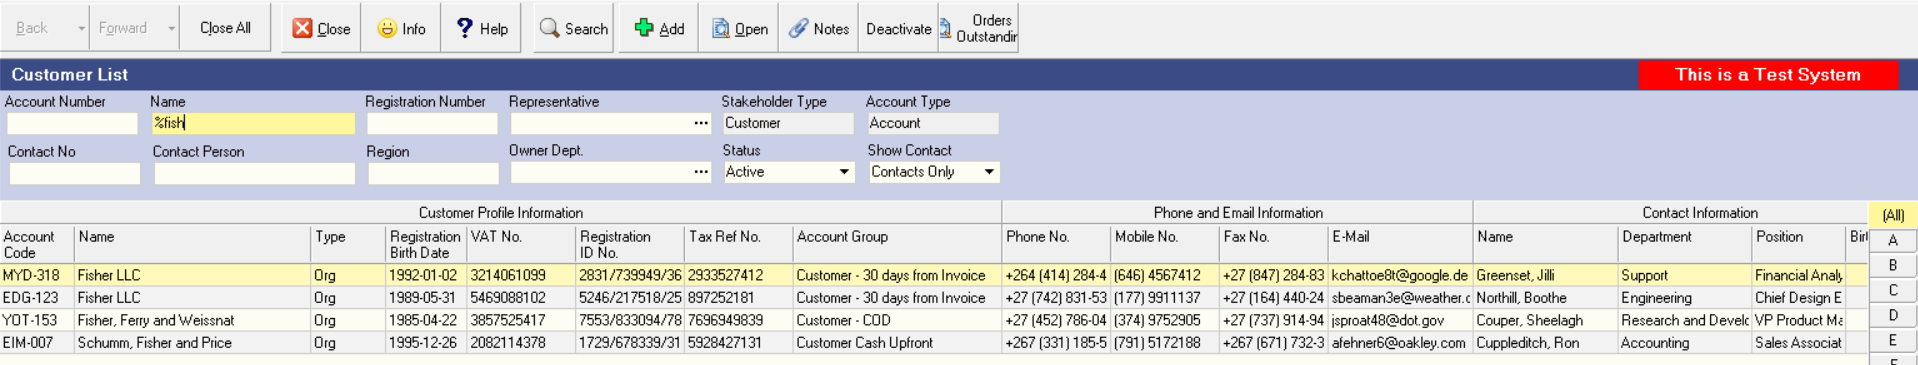 Back Forward Close All Close Info Help Search Add Open Notes Deactivate Orders Outstandin
Customer List This is a Test System
Account Number Name Registration Number Representative Stakeholder Type Account Type
%fish ... Customer Account
Contact No Contact Person Region Owner Dept. Status Show Contact
... Active Contacts Only
Customer Profile Information Phone and Email Information Contact Information (All)
Account Code Name Type Registration Birth Date VAT No. Registration ID No. Tax Ref No. Account Group Phone No. Mobile No. Fax No. E-Mail Name Department Position Birt A
MYD-318 Fisher LLC Org 1992-01-02 3214061099 2831/739949/36 2933527412 Customer - 30 days from Invoice +264 (414) 284-4 (646) 4567412 +27 (847) 284-83 kchattoe8t@google.de Greenset, Jilli Support Financial Analy B
EDG-123 Fisher LLC Org 1989-05-31 5469088102 5246/217518/25 897252181 Customer - 30 days from Invoice +27 (742) 831-53 (177) 9911137 +27 (164) 440-24 sbeaman3e@weather.c Northill, Boothe Engineering Chief Design E C
YOT-153 Fisher, Ferry and Weissnat Org 1985-04-22 3857525417 7553/833094/78 7696949839 Customer - COD +27 (452) 786-04 (374) 9752905 +27 (737) 914-94 jsproat48@dot.gov Couper, Sheelagh Research and Develc VP Product Ma D
EIM-007 Schumm, Fisher and Price Org 1995-12-26 2082114378 1729/678339/31 5928427131 Customer Cash Upfront +267 (331) 185-5 (791) 5172188 +267 (671) 732-3 afehner6@oakley.com Cuppleditch, Ron Accounting Sales Associat E